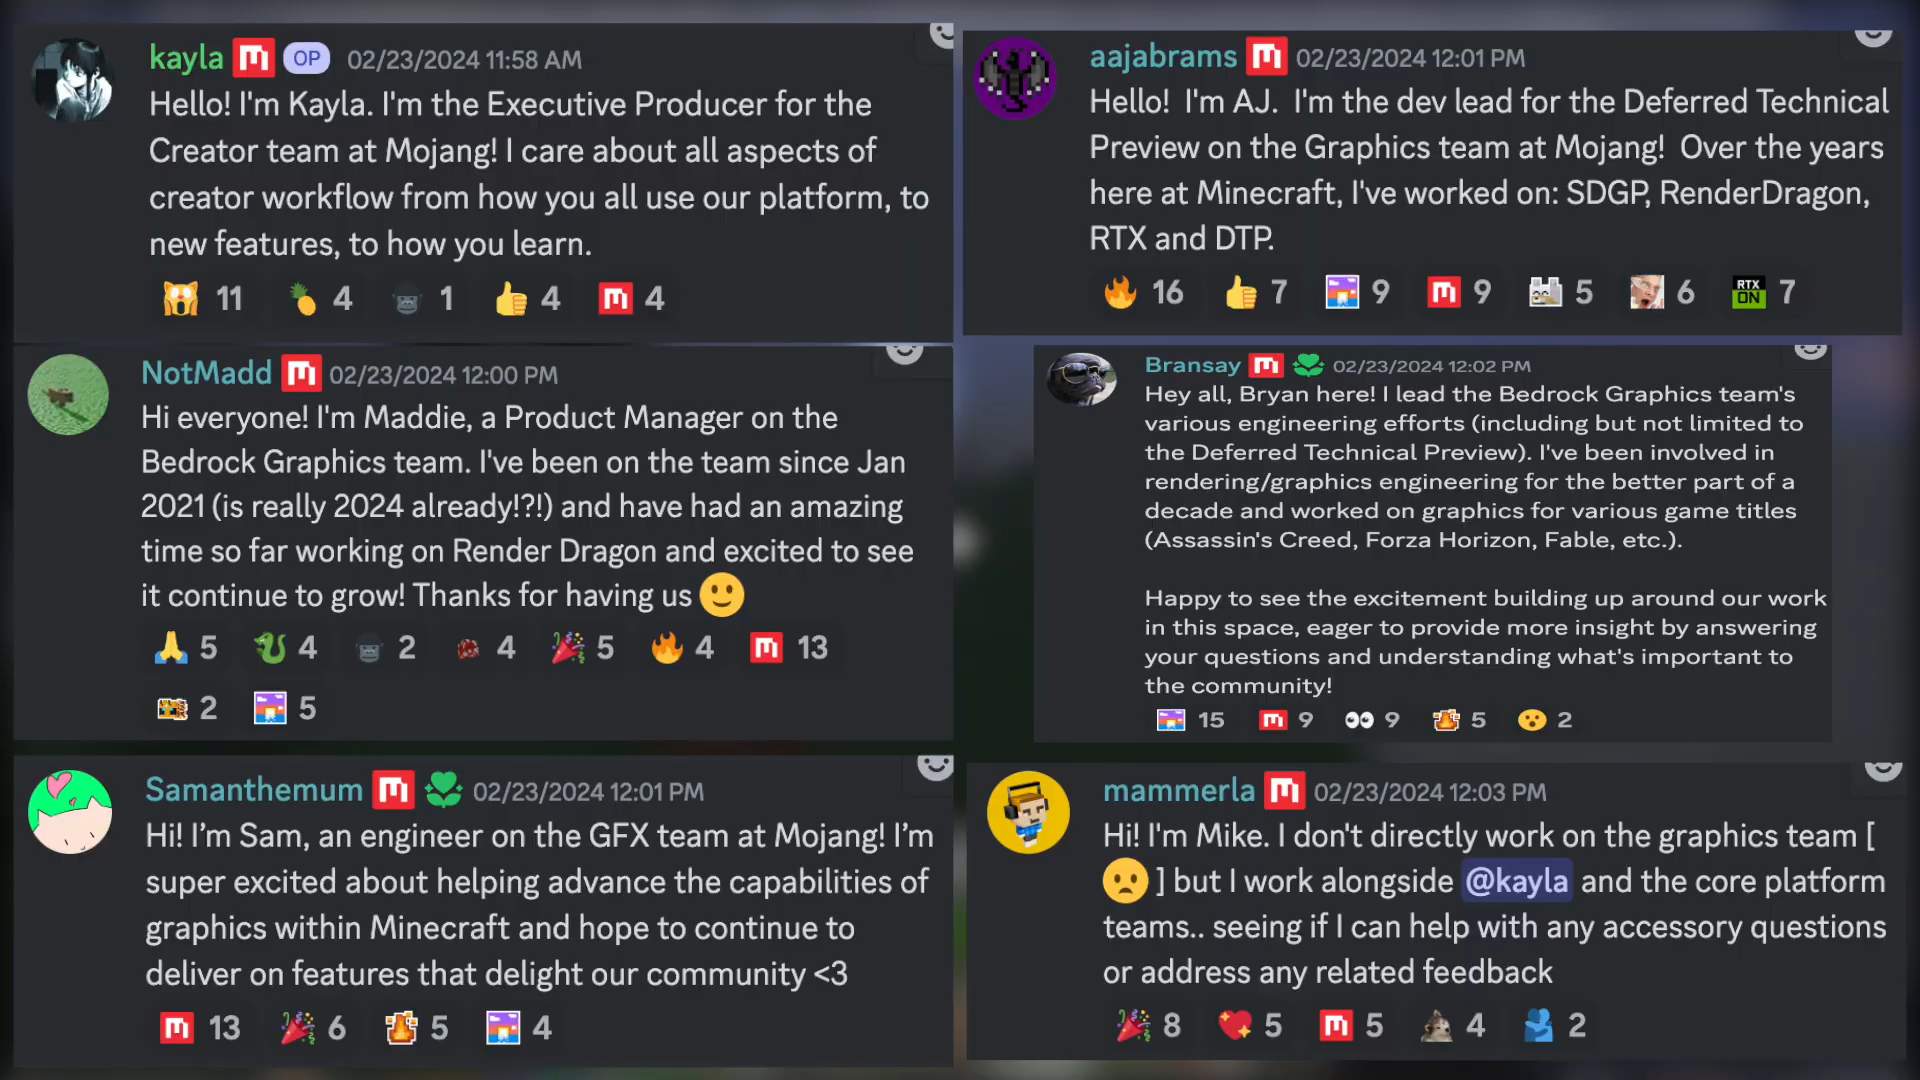 kayla OP 02/23/2024 11:58 AM
Hello! I'm Kayla. I'm the Executive Producer for the
Creator team at Mojang! I care about all aspects of
creator workflow from how you all use our platform, to
new features, to how you learn.
11 4 1 4 4
aajabrams 02/23/2024 12:01 PM
Hello!  I'm AJ.  I'm the dev lead for the Deferred Technical
Preview on the Graphics team at Mojang!  Over the years
here at Minecraft, I've worked on: SDGP, RenderDragon,
RTX and DTP.
16 7 9 9 5 6 RTX ON 7
NotMadd 02/23/2024 12:00 PM
Hi everyone! I'm Maddie, a Product Manager on the
Bedrock Graphics team. I've been on the team since Jan
2021 (is really 2024 already!?!) and have had an amazing
time so far working on Render Dragon and excited to see
it continue to grow! Thanks for having us 🙂
5 4 2 4 5 4 13
2 5
Bransay 02/23/2024 12:02 PM
Hey all, Bryan here! I lead the Bedrock Graphics team's
various engineering efforts (including but not limited to
the Deferred Technical Preview). I've been involved in
rendering/graphics engineering for the better part of a
decade and worked on graphics for various game titles
(Assassin's Creed, Forza Horizon, Fable, etc.).
Happy to see the excitement building up around our work
in this space, eager to provide more insight by answering
your questions and understanding what's important to
the community!
15 9 9 5 2
Samanthemum 02/23/2024 12:01 PM
Hi! I’m Sam, an engineer on the GFX team at Mojang! I’m
super excited about helping advance the capabilities of
graphics within Minecraft and hope to continue to
deliver on features that delight our community <3
13 6 5 4
mammerla 02/23/2024 12:03 PM
Hi! I'm Mike. I don't directly work on the graphics team [
🙁 ] but I work alongside @kayla and the core platform
teams.. seeing if I can help with any accessory questions
or address any related feedback
8 5 5 4 2